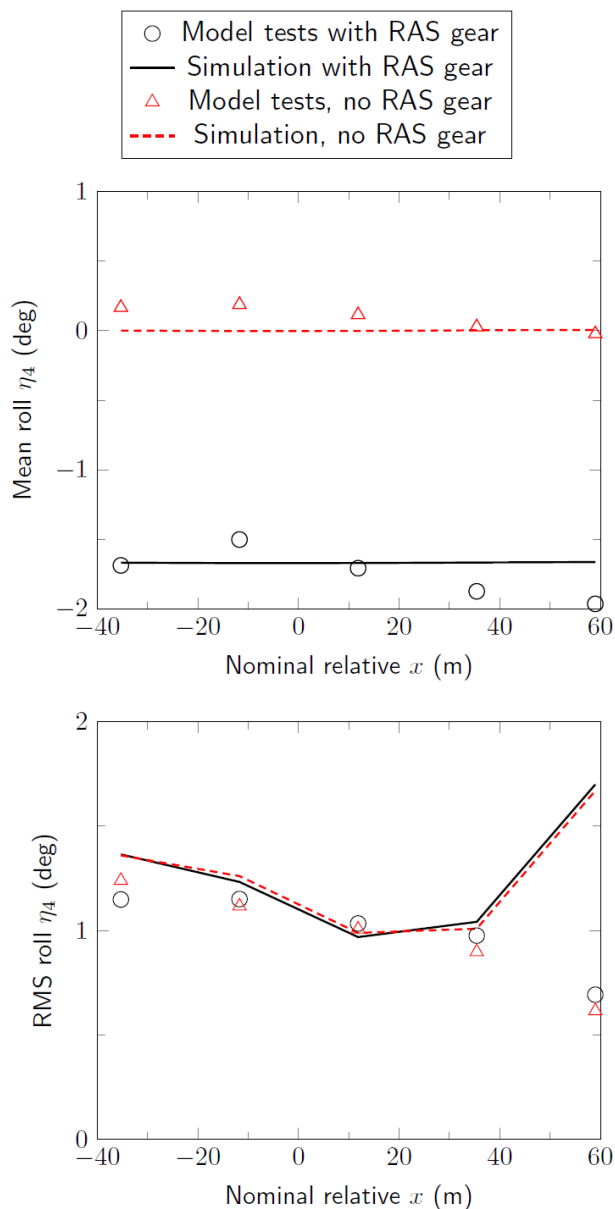 Model tests with RAS gear
Simulation with RAS gear
Model tests, no RAS gear
Simulation, no RAS gear
1
0
−1
−2
Mean roll η4 (deg)
−40 −20 0 20 40 60
Nominal relative x (m)
2
1
0
RMS roll η4 (deg)
−40 −20 0 20 40 60
Nominal relative x (m)